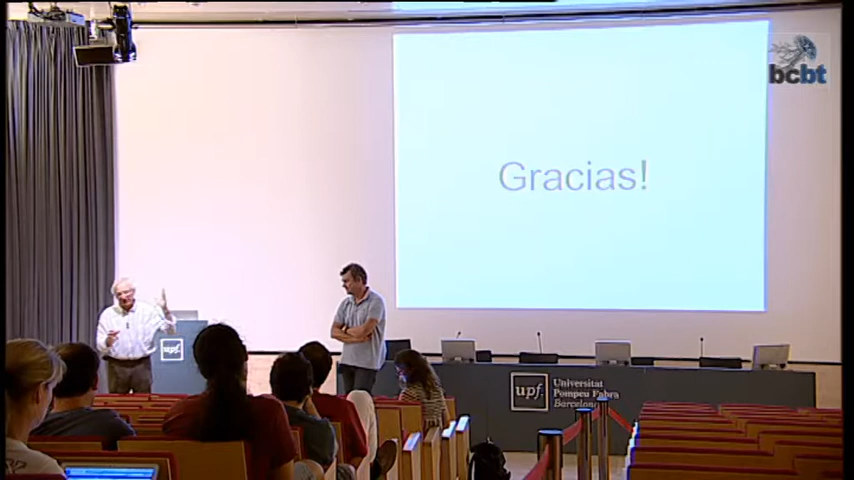 bcbt
Gracias!
upf
upf
Universitat
Pompeu Fabra
Barcelona